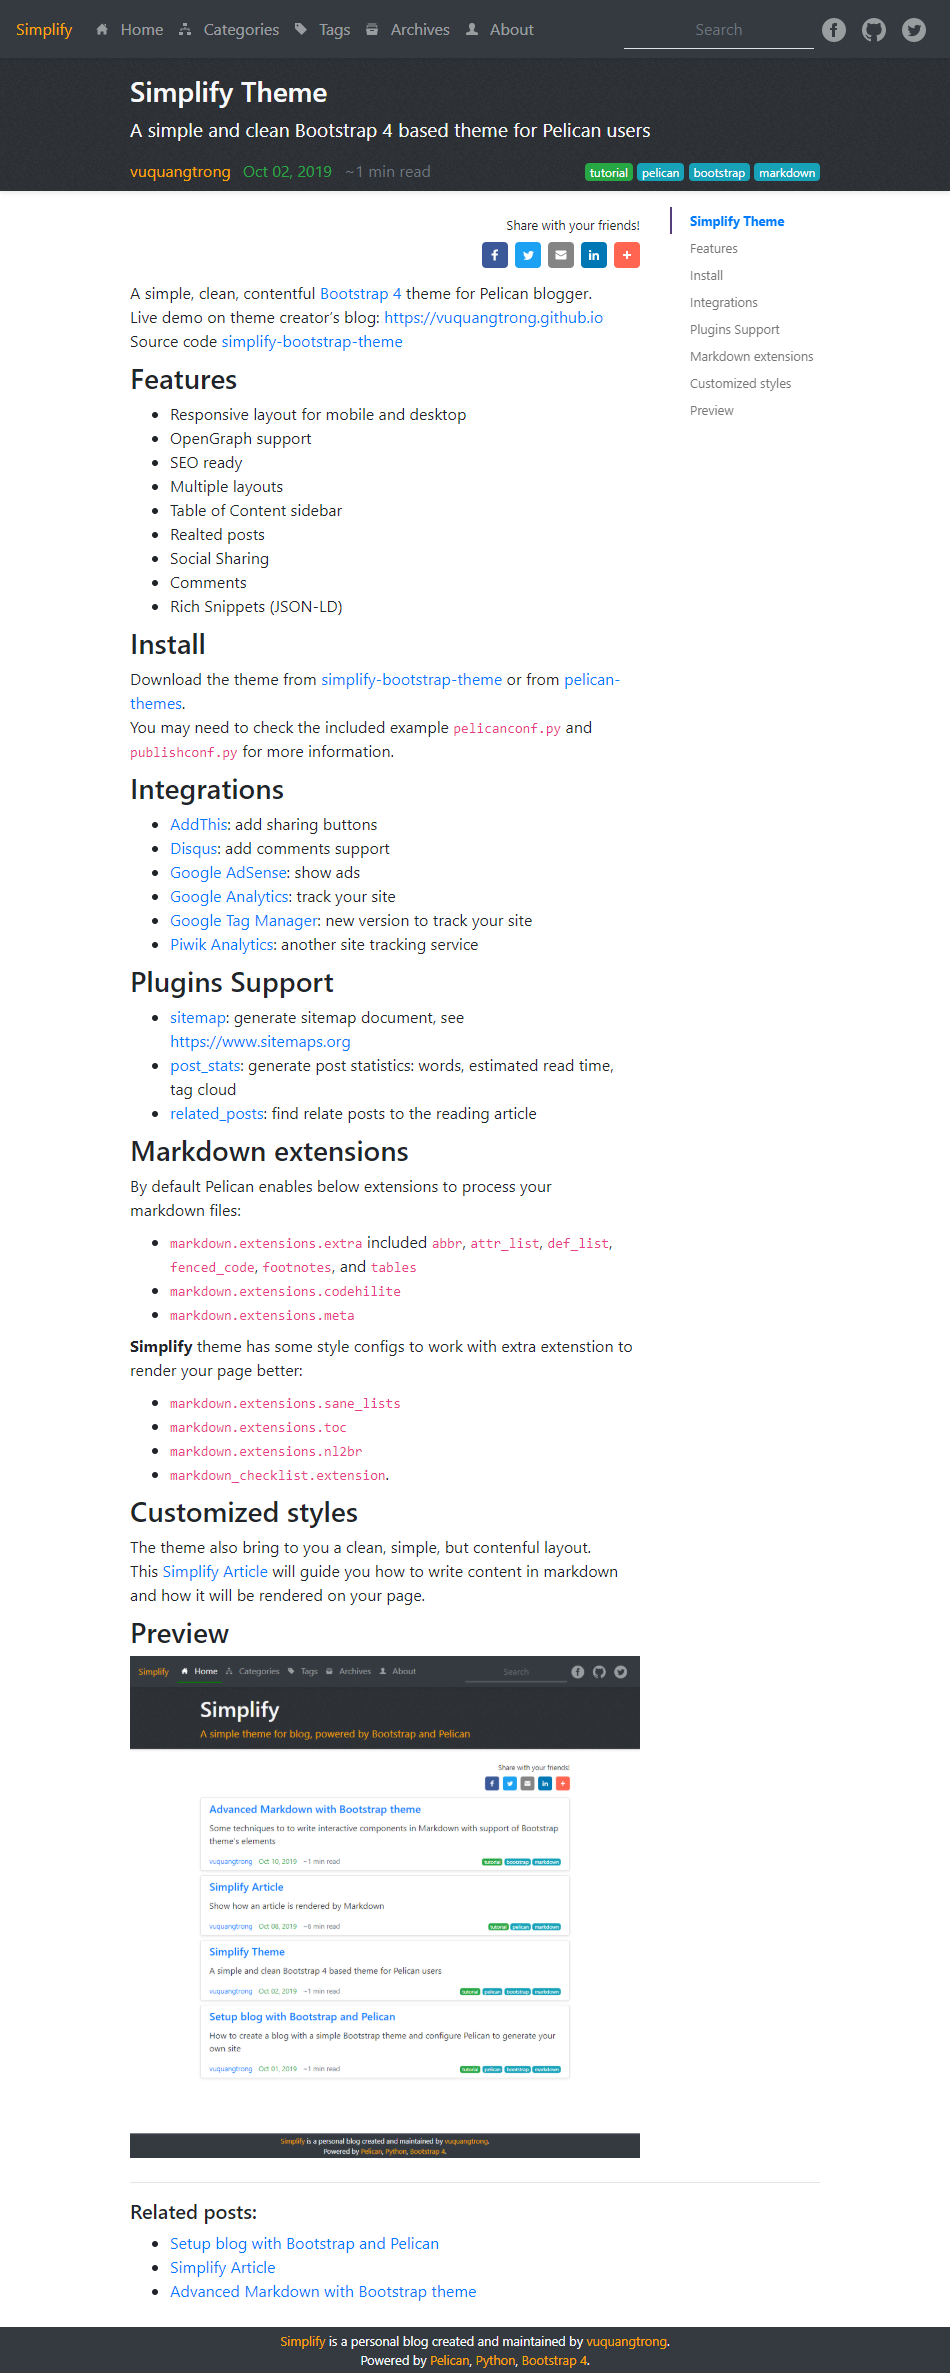 Simplify Home Categories Tags Archives About Search
Simplify Theme
A simple and clean Bootstrap 4 based theme for Pelican users
vuquangtrong Oct 02, 2019 ~1 min read tutorial pelican bootstrap markdown
Share with your friends!
Simplify Theme
Features
Install
Integrations
Plugins Support
Markdown extensions
Customized styles
Preview
A simple, clean, contentful Bootstrap 4 theme for Pelican blogger.
Live demo on theme creator’s blog: https://vuquangtrong.github.io
Source code simplify-bootstrap-theme
Features
Responsive layout for mobile and desktop
OpenGraph support
SEO ready
Multiple layouts
Table of Content sidebar
Realted posts
Social Sharing
Comments
Rich Snippets (JSON-LD)
Install
Download the theme from simplify-bootstrap-theme or from pelican-
themes.
You may need to check the included example pelicanconf.py and
publishconf.py for more information.
Integrations
AddThis: add sharing buttons
Disqus: add comments support
Google AdSense: show ads
Google Analytics: track your site
Google Tag Manager: new version to track your site
Piwik Analytics: another site tracking service
Plugins Support
sitemap: generate sitemap document, see
https://www.sitemaps.org
post_stats: generate post statistics: words, estimated read time,
tag cloud
related_posts: find relate posts to the reading article
Markdown extensions
By default Pelican enables below extensions to process your
markdown files:
markdown.extensions.extra included abbr, attr_list, def_list,
fenced_code, footnotes, and tables
markdown.extensions.codehilite
markdown.extensions.meta
Simplify theme has some style configs to work with extra extenstion to
render your page better:
markdown.extensions.sane_lists
markdown.extensions.toc
markdown.extensions.nl2br
markdown_checklist.extension.
Customized styles
The theme also bring to you a clean, simple, but contenful layout.
This Simplify Article will guide you how to write content in markdown
and how it will be rendered on your page.
Preview
Simplify Home Categories Tags Archives About Search
Simplify
A simple theme for blog, powered by Bootstrap and Pelican
Share with your friends!
Advanced Markdown with Bootstrap theme
Some techniques to to write interactive components in Markdown with support of Bootstrap
theme's elements
vuquangtrong Oct 10, 2019 ~1 min read tutorial bootstrap markdown
Simplify Article
Show how an article is rendered by Markdown
vuquangtrong Oct 08, 2019 ~6 min read tutorial pelican markdown
Simplify Theme
A simple and clean Bootstrap 4 based theme for Pelican users
vuquangtrong Oct 02, 2019 ~1 min read tutorial pelican bootstrap markdown
Setup blog with Bootstrap and Pelican
How to create a blog with a simple Bootstrap theme and configure Pelican to generate your
own site
vuquangtrong Oct 01, 2019 ~1 min read tutorial pelican bootstrap markdown
Simplify is a personal blog created and maintained by vuquangtrong.
Powered by Pelican, Python, Bootstrap 4.
Related posts:
Setup blog with Bootstrap and Pelican
Simplify Article
Advanced Markdown with Bootstrap theme
Simplify is a personal blog created and maintained by vuquangtrong.
Powered by Pelican, Python, Bootstrap 4.